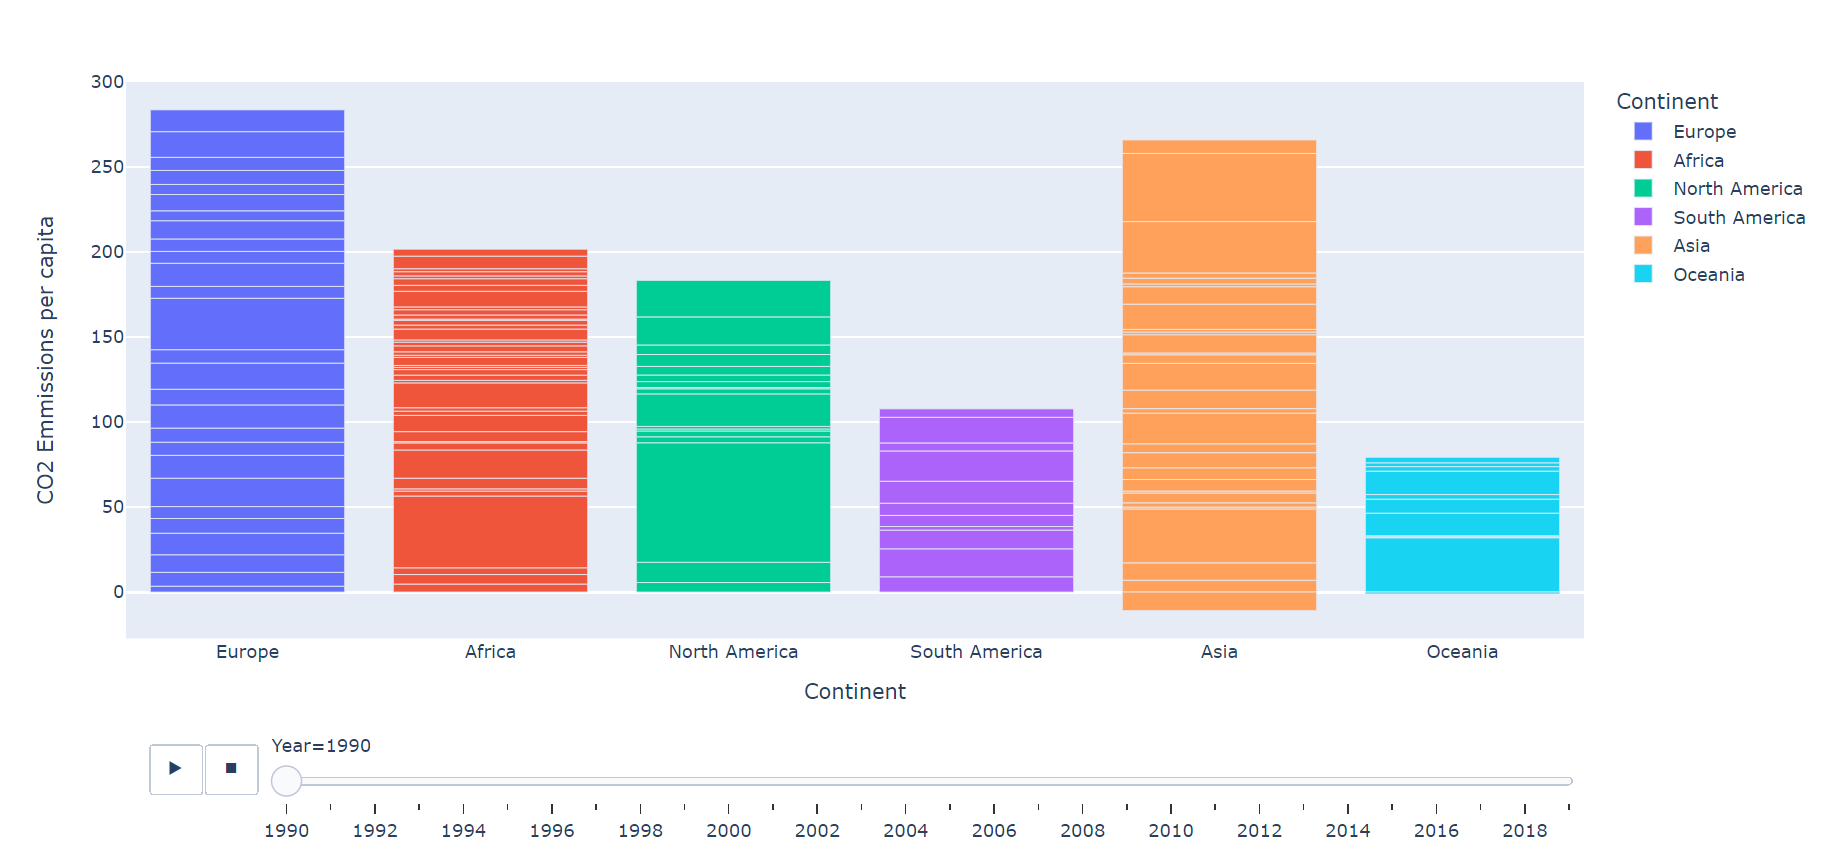 300
250
200
150
100
50
0
CO2 Emmissions per capita
Europe
Africa
North America
South America
Asia
Oceania
Continent
Continent
Europe
Africa
North America
South America
Asia
Oceania
Year=1990
1990
1992
1994
1996
1998
2000
2002
2004
2006
2008
2010
2012
2014
2016
2018